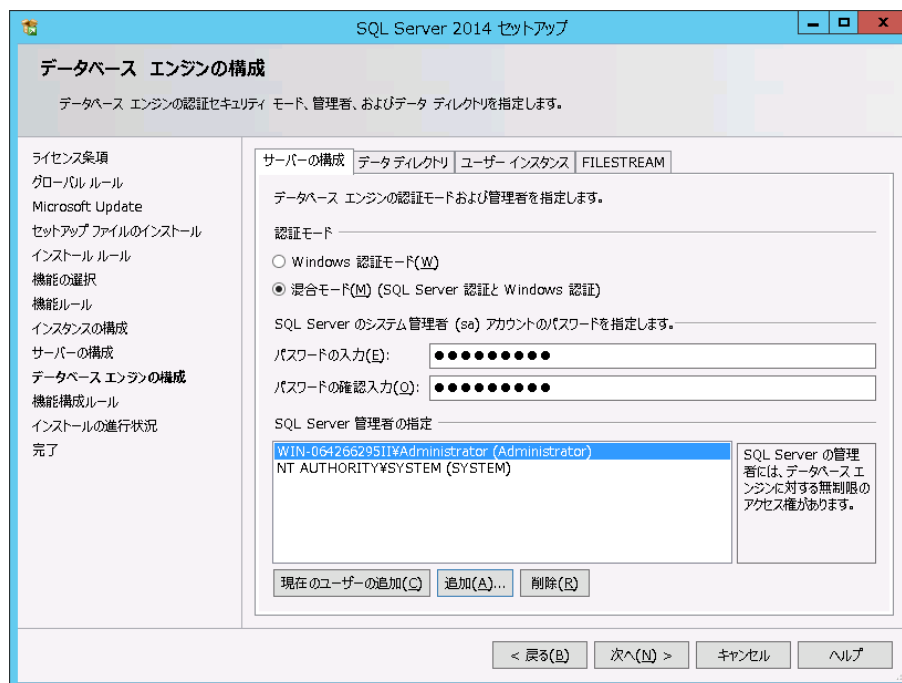 SQL Server 2014 セットアップ
データベース エンジンの構成
データベース エンジンの認証セキュリティ モード、管理者、およびデータ ディレクトリを指定します。
ライセンス条項
グローバル ルール
Microsoft Update
セットアップ ファイルのインストール
インストール ルール
機能の選択
機能ルール
インスタンスの構成
サーバーの構成
データベース エンジンの構成
機能構成ルール
インストールの進行状況
完了
サーバーの構成 データ ディレクトリ ユーザー インスタンス FILESTREAM
データベース エンジンの認証モードおよび管理者を指定します。
認証モード
Windows 認証モード(W)
混合モード(M) (SQL Server 認証と Windows 認証)
SQL Server のシステム管理者 (sa) アカウントのパスワードを指定します。
パスワードの入力(E): ●●●●●●●●●
パスワードの確認入力(O): ●●●●●●●●●
SQL Server 管理者の指定
WIN-064266295II¥Administrator (Administrator)
NT AUTHORITY¥SYSTEM (SYSTEM)
SQL Server の管理
者には、データベース エ
ンジンに対する無制限の
アクセス権があります。
現在のユーザーの追加(C) 追加(A)... 削除(R)
< 戻る(B) 次へ(N) > キャンセル ヘルプ